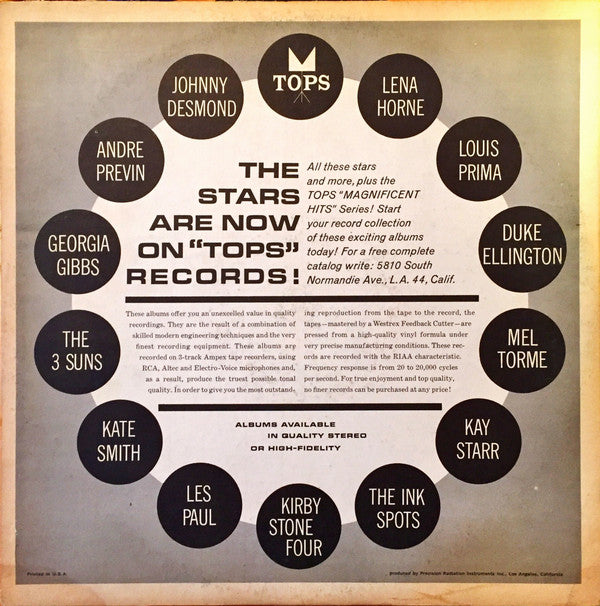 TOPS
JOHNNY
DESMOND
LENA
HORNE
ANDRE
PREVIN
LOUIS
PRIMA
GEORGIA
GIBBS
DUKE
ELLINGTON
THE
3 SUNS
MEL
TORME
KATE
SMITH
KAY
STARR
LES
PAUL
KIRBY
STONE
FOUR
THE INK
SPOTS
THE
STARS
ARE NOW
ON "TOPS"
RECORDS!
All these stars
and more, plus the
TOPS "MAGNIFICENT
HITS" Series! Start
your record collection
of these exciting albums
today! For a free complete
catalog write: 5810 South
Normandie Ave., L.A. 44, Calif.
These albums offer you an unexcelled value in quality
recordings. They are the result of a combination of
skilled modern engineering techniques and the very
finest recording equipment. These albums are
recorded on 3-track Ampex tape recorders, using
RCA, Altec and Electro-Voice microphones and,
as a result, produce the truest possible tonal
quality. In order to give you the most outstand-
ing reproduction from the tape to the record, the
tapes—mastered by a Westrex Feedback Cutter—are
pressed from a high-quality vinyl formula under
very precise manufacturing conditions. These rec-
ords are recorded with the RIAA characteristic.
Frequency response is from 20 to 20,000 cycles
per second. For true enjoyment and top quality,
no finer records can be purchased at any price!
ALBUMS AVAILABLE
IN QUALITY STEREO
OR HIGH-FIDELITY
Printed in U.S.A.
produced by Precision Radiation Instruments Inc., Los Angeles, California